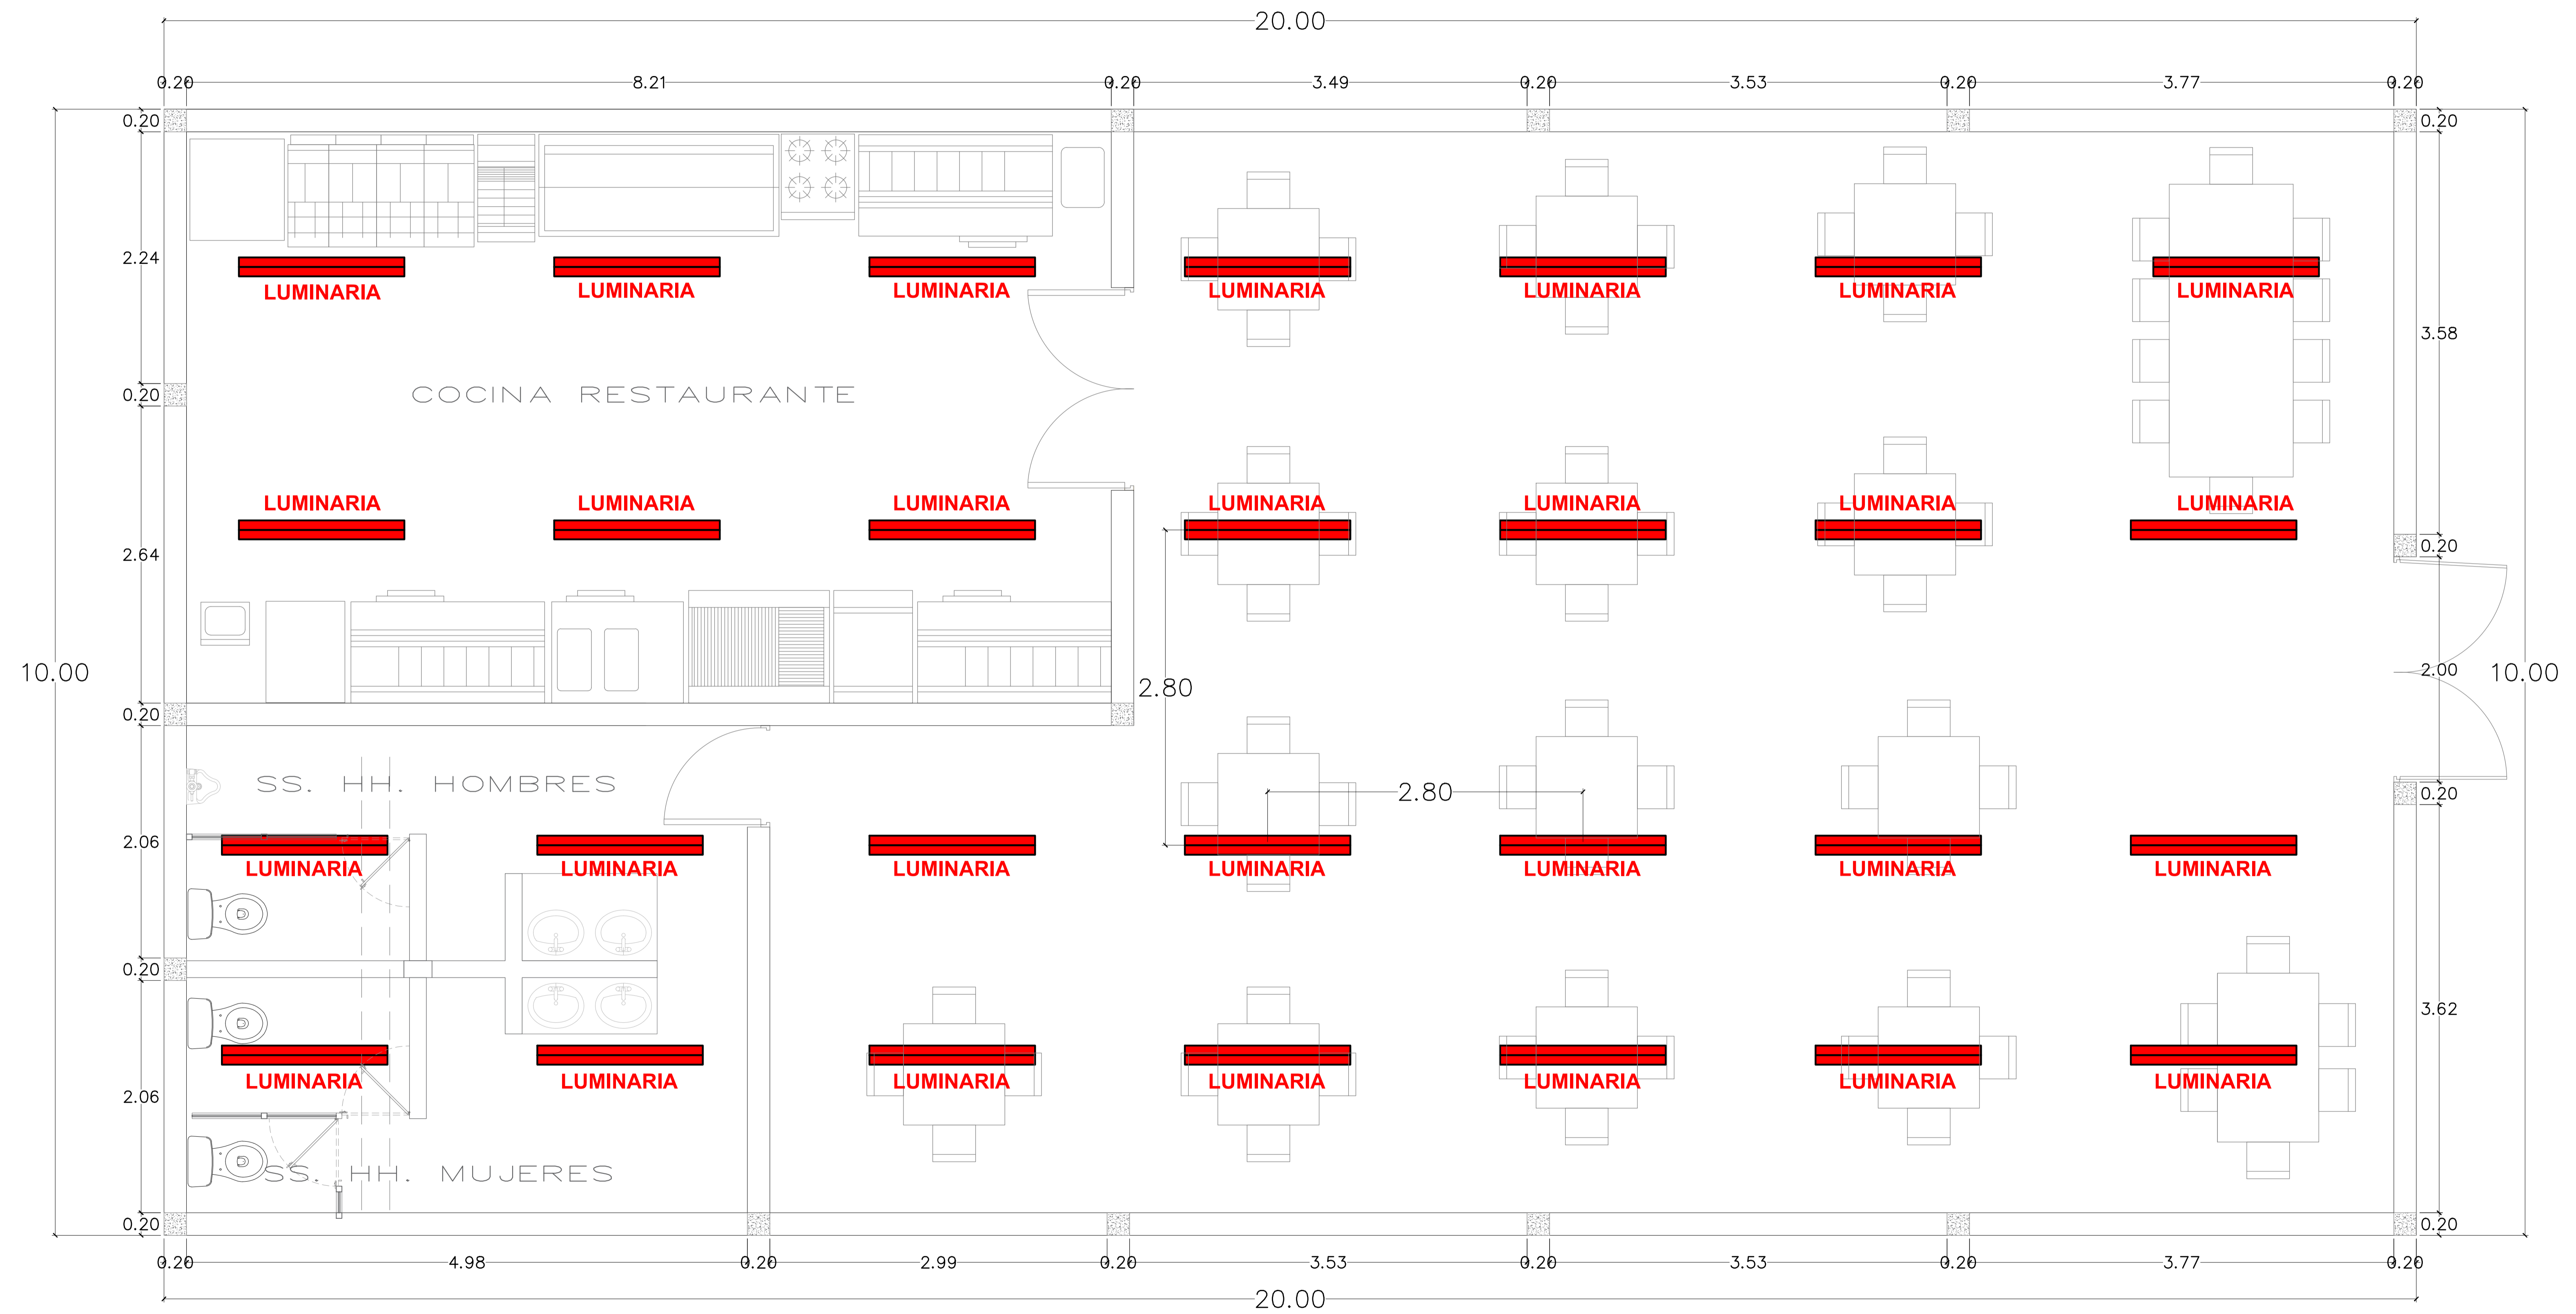 20.00
0.20 8.21 0.20 3.49 0.20 3.53 0.20 3.77 0.20
0.20 0.20
2.24
LUMINARIA LUMINARIA LUMINARIA LUMINARIA LUMINARIA LUMINARIA LUMINARIA
3.58
0.20 COCINA RESTAURANTE
LUMINARIA LUMINARIA LUMINARIA LUMINARIA LUMINARIA LUMINARIA LUMINARIA
2.64 0.20
10.00 2.80 2.00 10.00
0.20
SS. HH. HOMBRES 2.80 0.20
2.06
LUMINARIA LUMINARIA LUMINARIA LUMINARIA LUMINARIA LUMINARIA LUMINARIA
0.20
3.62
LUMINARIA LUMINARIA LUMINARIA LUMINARIA LUMINARIA LUMINARIA LUMINARIA
2.06
SS. HH. MUJERES
0.20 0.20
0.20 4.98 0.20 2.99 0.20 3.53 0.20 3.53 0.20 3.77 0.20
20.00